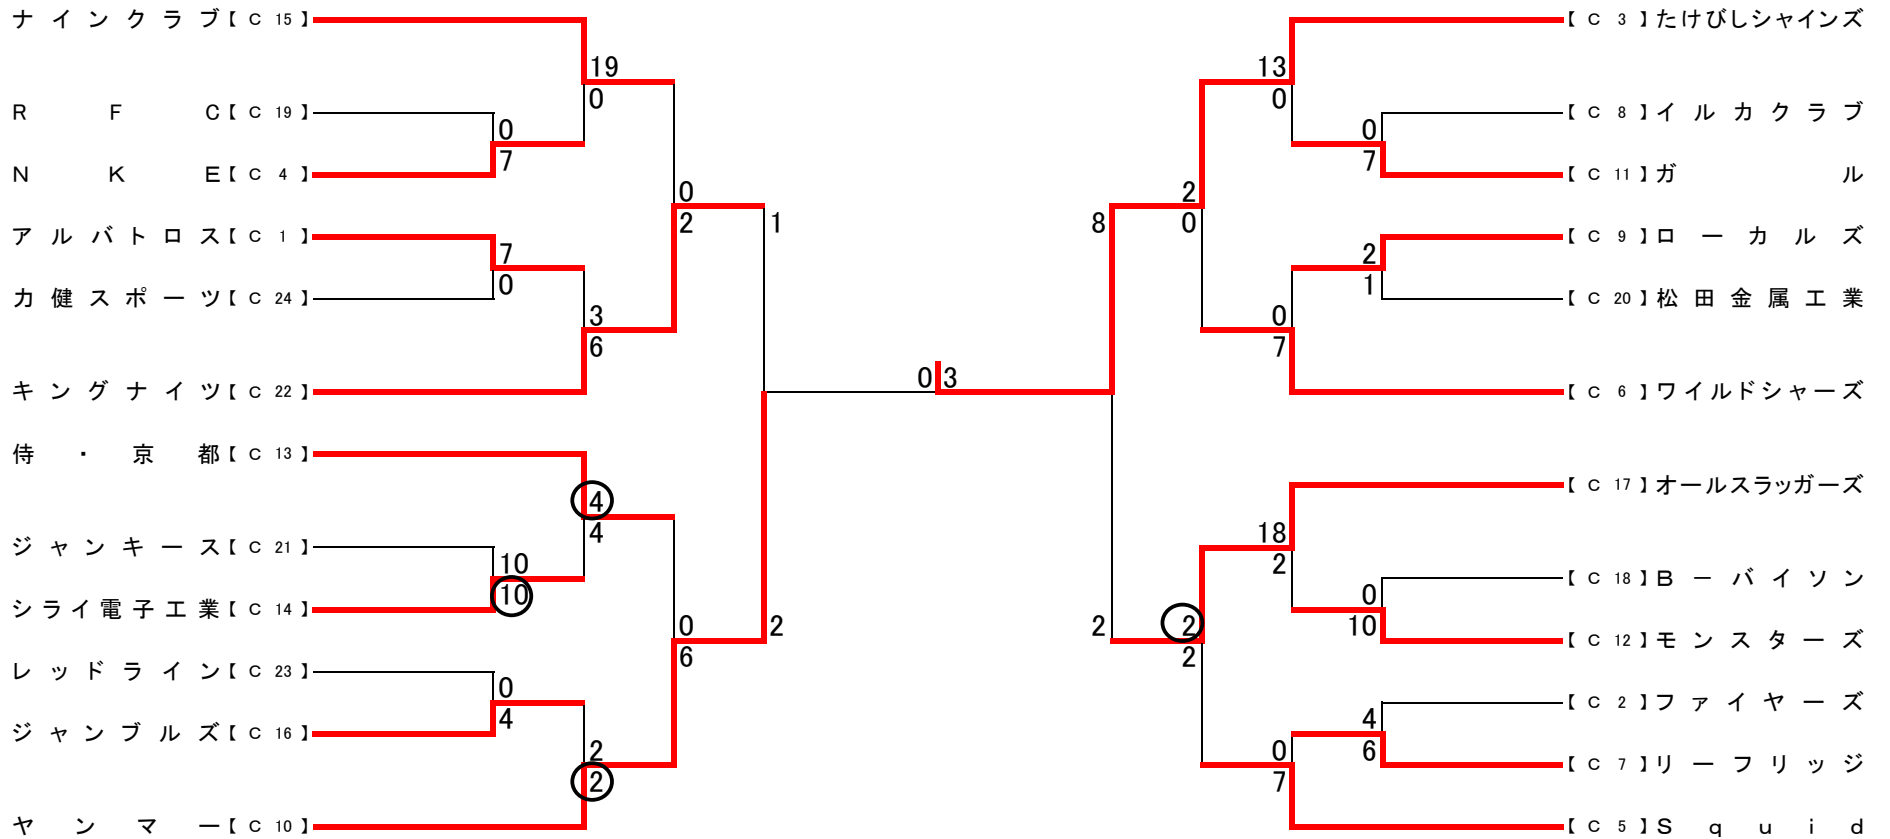 ナインクラブ【 C 15 】
19
0
R F C【 C 19 】
0
7
N K E【 C 4 】
0
2
アルバトロス【 C 1 】
7
0
力健スポーツ【 C 24 】
3
6
キングナイツ【 C 22 】
1
侍・京都【 C 13 】
4
4
ジャンキース【 C 21 】
10
10
シライ電子工業【 C 14 】
0
6
レッドライン【 C 23 】
0
4
ジャンブルズ【 C 16 】
2
2
ヤンマー【 C 10 】
2
0
3
【 C 3 】たけびしシャインズ
13
0
【 C 8 】イルカクラブ
0
7
【 C 11 】ガル
2
0
【 C 9 】ローカルズ
2
1
【 C 20 】松田金属工業
0
7
【 C 6 】ワイルドシャーズ
8
【 C 17 】オールスラッガーズ
18
2
【 C 18 】B－バイソン
0
10
【 C 12 】モンスターズ
2
2
【 C 2 】ファイヤーズ
4
6
【 C 7 】リーフリッジ
0
7
【 C 5 】Squid
2